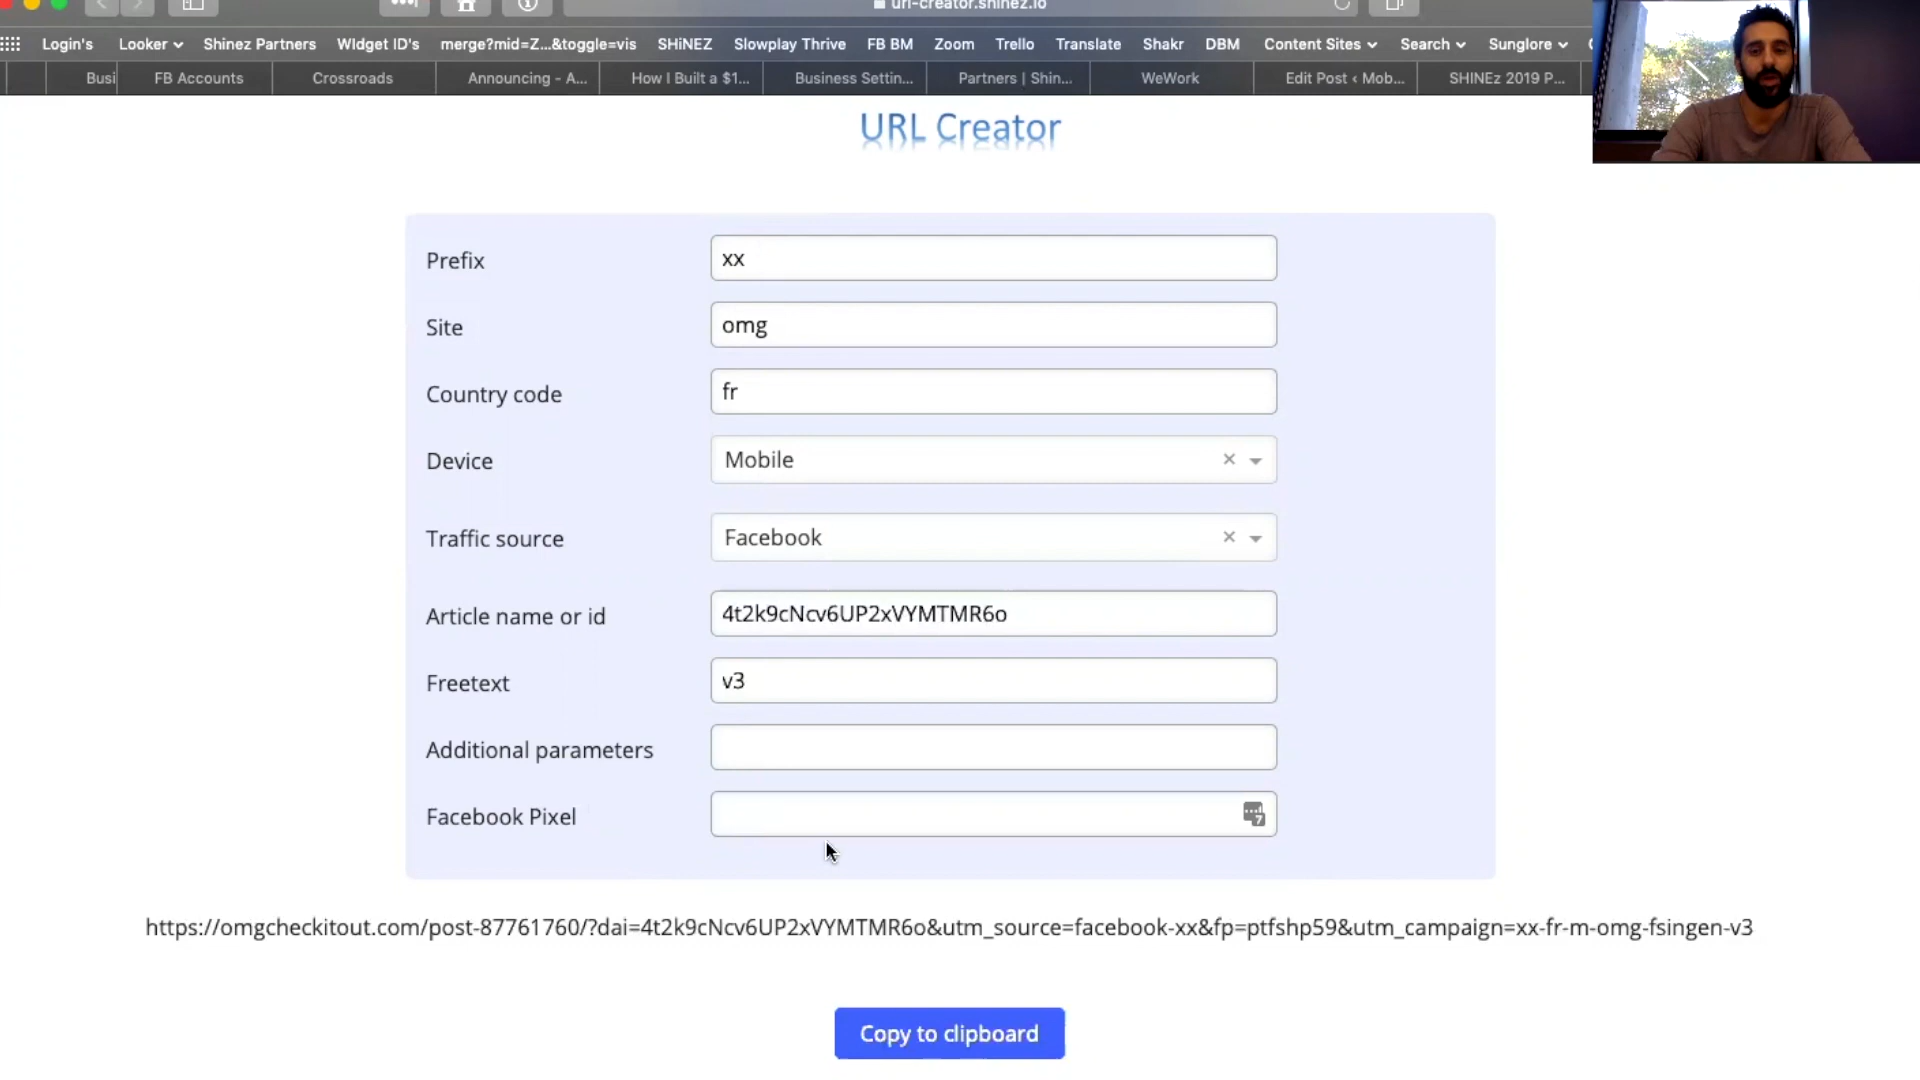 url-creator.shinez.io
Login's Looker Shinez Partners WIdget ID's merge?mid=Z...&toggle=vis SHiNEZ Slowplay Thrive FB BM Zoom Trello Translate Shakr DBM Content Sites Search Sunglore
Busi FB Accounts Crossroads Announcing - A... How I Built a $1... Business Settin... Partners | Shin... WeWork Edit Post ‹ Mob... SHINEz 2019 P...
URL Creator
Prefix xx
Site omg
Country code fr
Device Mobile
Traffic source Facebook
Article name or id 4t2k9cNcv6UP2xVYMTMR6o
Freetext v3
Additional parameters
Facebook Pixel
https://omgcheckitout.com/post-87761760/?dai=4t2k9cNcv6UP2xVYMTMR6o&utm_source=facebook-xx&fp=ptfshp59&utm_campaign=xx-fr-m-omg-fsingen-v3
Copy to clipboard